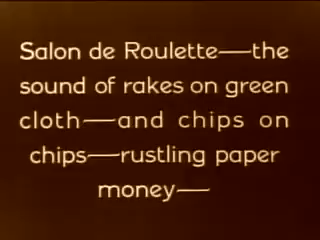 Salon de Roulette—the
sound of rakes on green
cloth—and chips on
chips—rustling paper
money—